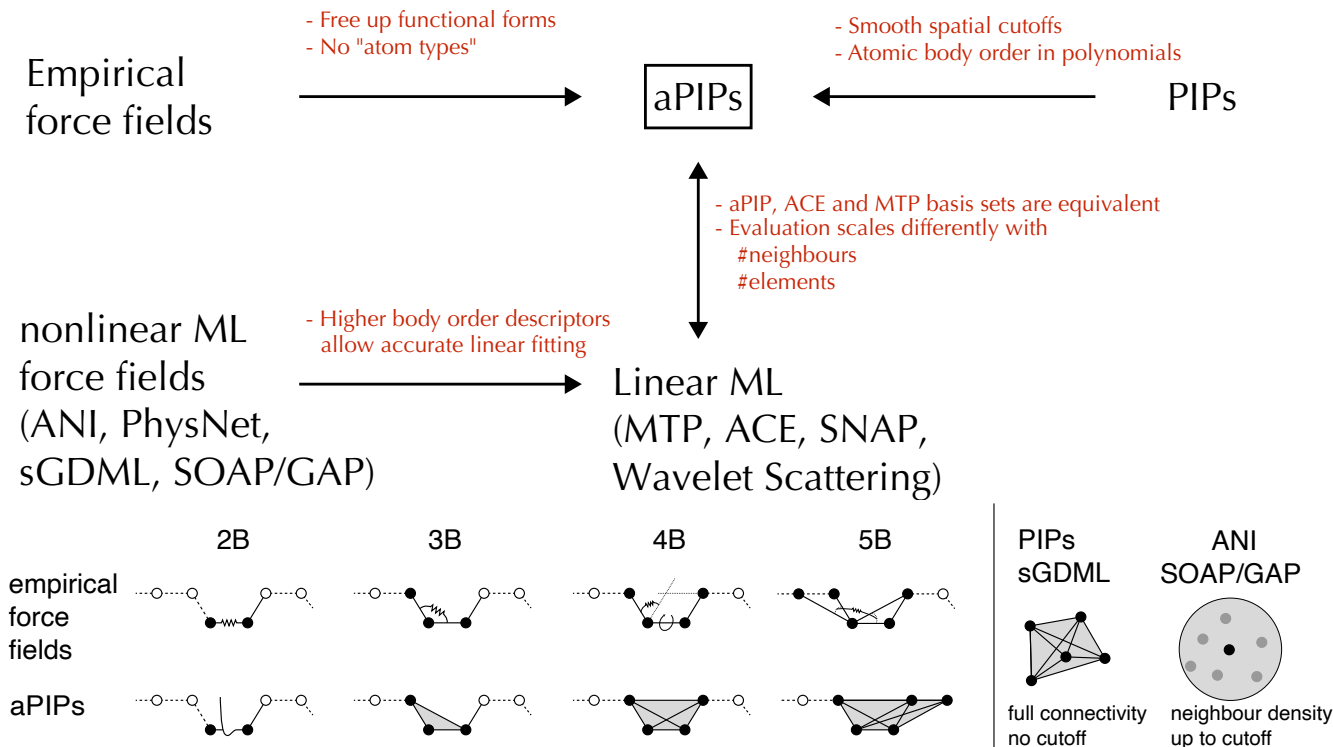 - Free up functional forms
- No "atom types"
- Smooth spatial cutoffs
- Atomic body order in polynomials
Empirical
force fields
aPIPs
PIPs
- aPIP, ACE and MTP basis sets are equivalent
- Evaluation scales differently with
#neighbours
#elements
nonlinear ML
force fields
(ANI, PhysNet,
sGDML, SOAP/GAP)
- Higher body order descriptors
allow accurate linear fitting
Linear ML
(MTP, ACE, SNAP,
Wavelet Scattering)
2B
3B
4B
5B
PIPs
sGDML
ANI
SOAP/GAP
empirical
force
fields
aPIPs
full connectivity
no cutoff
neighbour density
up to cutoff